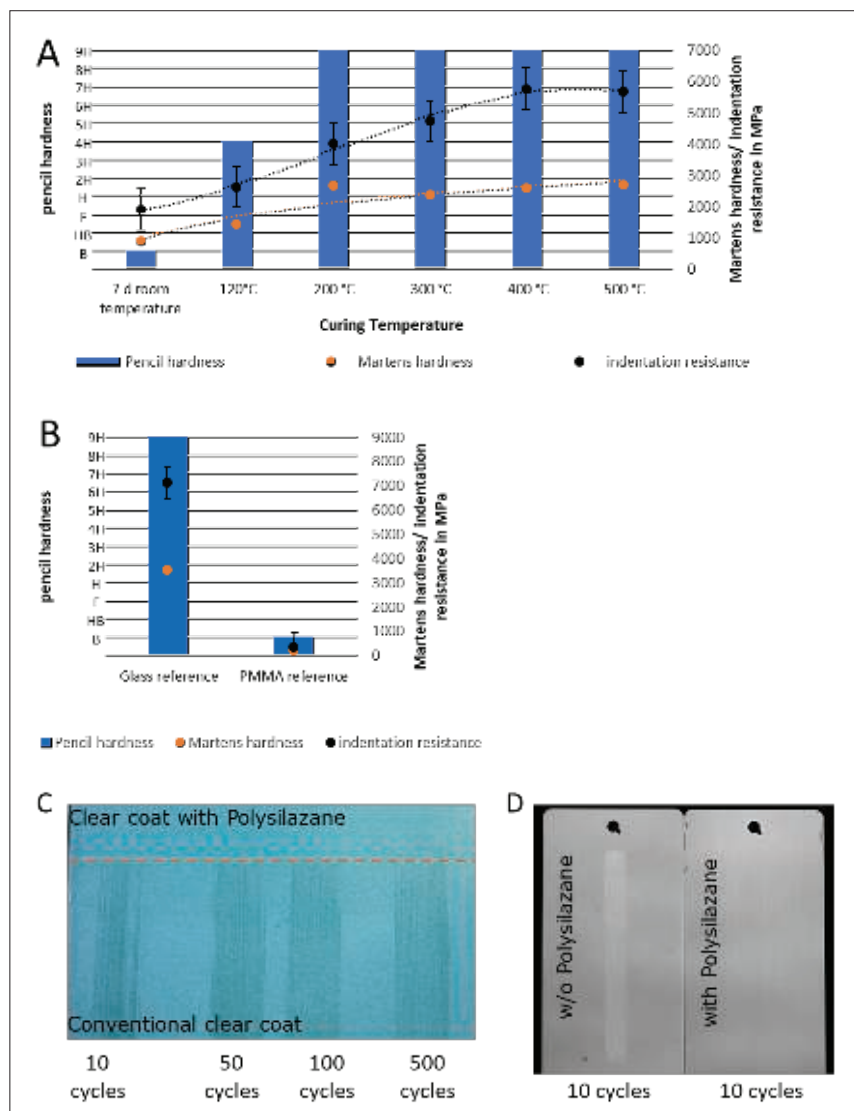 A
9H
8H
7H
6H
5H
4H
3H
2H
H
F
HB
B
pencil hardness
7000
6000
5000
4000
3000
2000
1000
0
Martens hardness/ indentation
resistance in MPa
7 d room
temperature
120°C
200 °C
300 °C
400 °C
500 °C
Curing Temperature
Pencil hardness
Martens hardness
indentation resistance
B
9H
8H
7H
6H
5H
4H
3H
2H
H
F
HB
B
pencil hardness
9000
8000
7000
6000
5000
4000
3000
2000
1000
0
Martens hardness/ indentation
resistance in MPa
Glass reference
PMMA reference
Pencil hardness
Martens hardness
indentation resistance
C
Clear coat with Polysilazane
Conventional clear coat
10
cycles
50
cycles
100
cycles
500
cycles
D
w/o Polysilazane
with Polysilazane
10 cycles
10 cycles